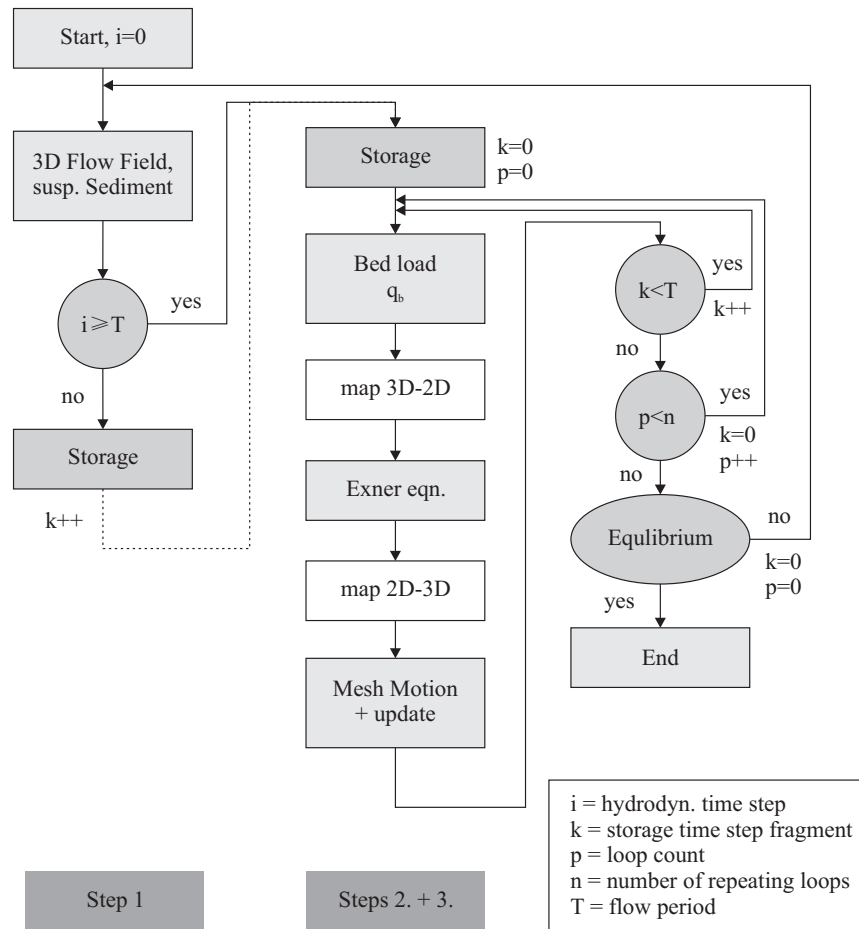 Start, i=0
3D Flow Field,
susp. Sediment
i ⩾ T
yes
no
Storage
k++
Storage
k=0
p=0
Bed load
q_b
map 3D-2D
Exner eqn.
map 2D-3D
Mesh Motion
+ update
k<T
yes
k++
no
p<n
yes
k=0
p++
no
Equlibrium
no
k=0
p=0
yes
End
i = hydrodyn. time step
k = storage time step fragment
p = loop count
n = number of repeating loops
T = flow period
Step 1
Steps 2. + 3.